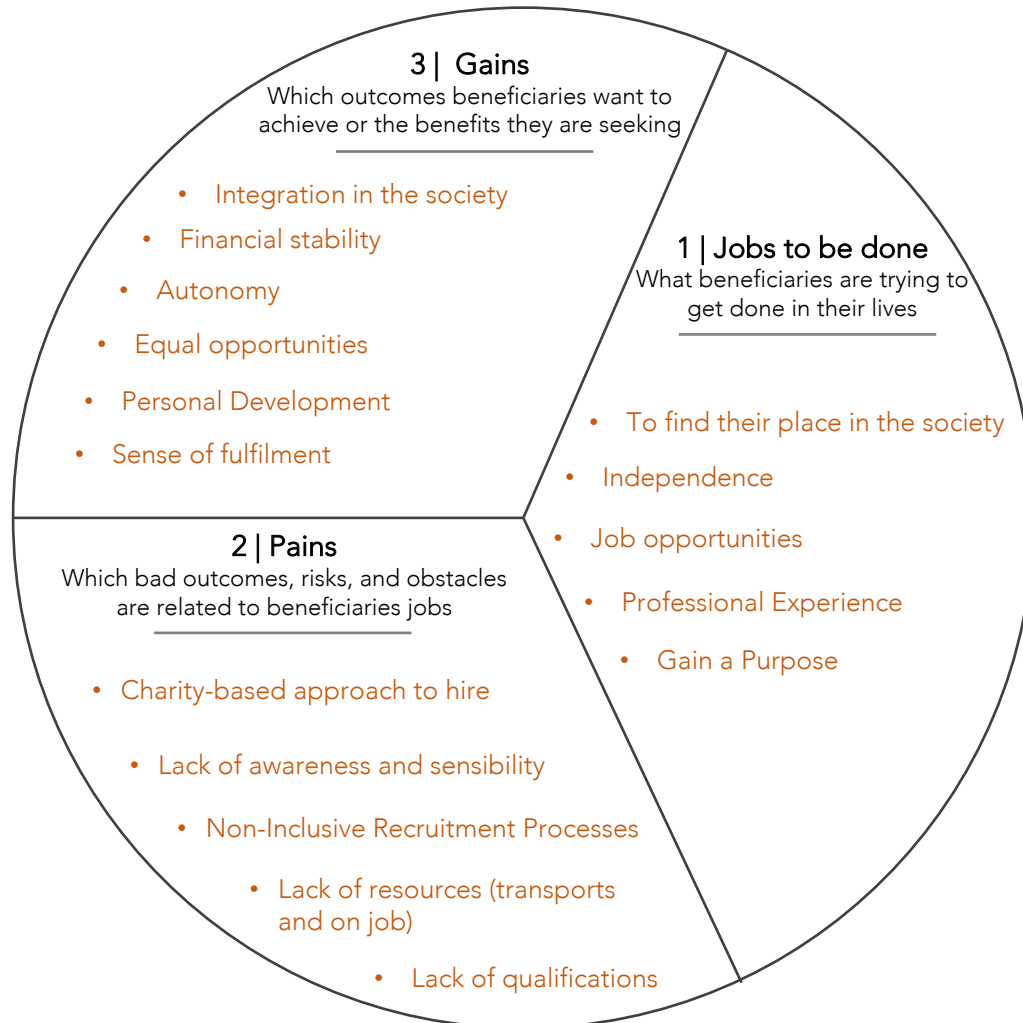 3 | Gains
Which outcomes beneficiaries want to
achieve or the benefits they are seeking
• Integration in the society
• Financial stability
• Autonomy
• Equal opportunities
• Personal Development
• Sense of fulfilment
1 | Jobs to be done
What beneficiaries are trying to
get done in their lives
• To find their place in the society
• Independence
• Job opportunities
• Professional Experience
• Gain a Purpose
2 | Pains
Which bad outcomes, risks, and obstacles
are related to beneficiaries jobs
• Charity-based approach to hire
• Lack of awareness and sensibility
• Non-Inclusive Recruitment Processes
• Lack of resources (transports
and on job)
• Lack of qualifications